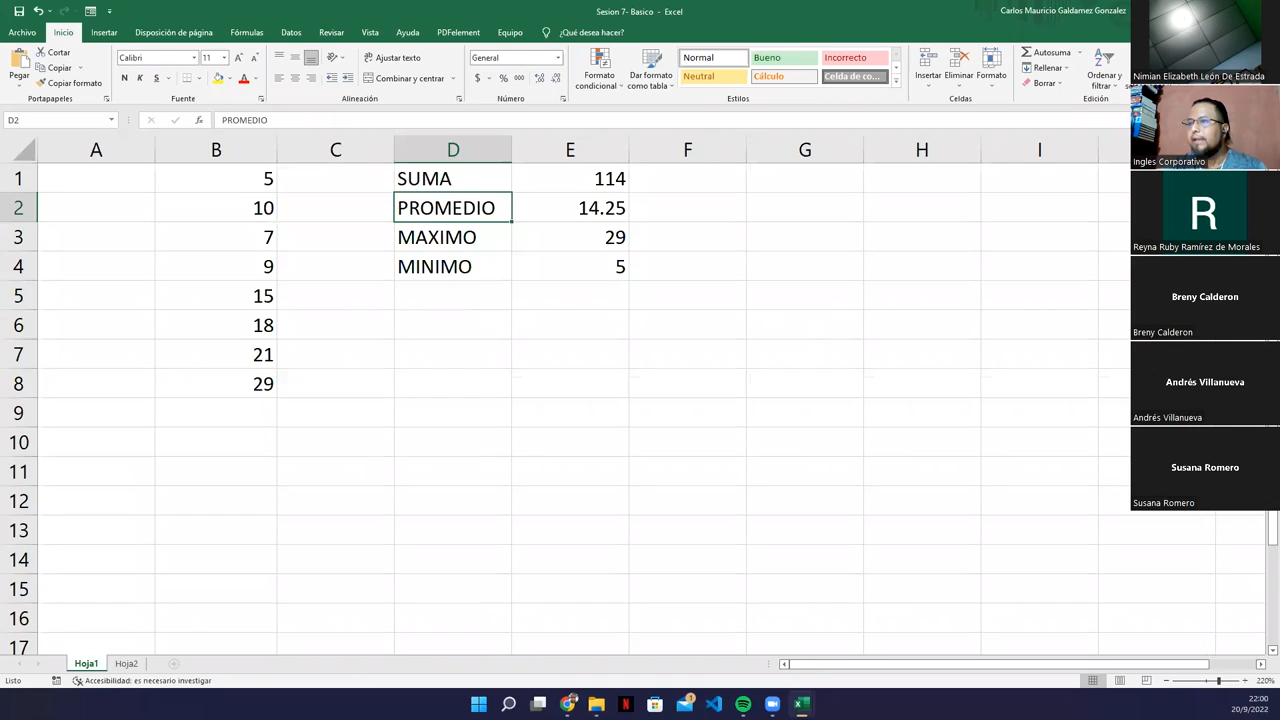 Sesion 7- Basico - Excel
Carlos Mauricio Galdamez Gonzalez
Archivo Inicio Insertar Disposición de página Fórmulas Datos Revisar Vista Ayuda PDFelement Equipo ¿Qué desea hacer?
Pegar
Cortar
Copiar
Copiar formato
Portapapeles
Calibri 11
N K S
Fuente
Ajustar texto
Combinar y centrar
Alineación
General
$ % 000
Número
Formato condicional
Dar formato como tabla
Normal Bueno Incorrecto
Neutral Cálculo Celda de co...
Estilos
Insertar Eliminar Formato
Celdas
Autosuma
Rellenar
Borrar
Ordenar y filtrar
Edición
D2 fx PROMEDIO
A B C D E F G H I
1 5 SUMA 114
2 10 PROMEDIO 14.25
3 7 MAXIMO 29
4 9 MINIMO 5
5 15
6 18
7 21
8 29
9
10
11
12
13
14
15
16
17
Hoja1 Hoja2
Listo Accesibilidad: es necesario investigar 220%
22:00
20/9/2022
Nimian Elizabeth León De Estrada
Ingles Corporativo
R
Reyna Ruby Ramírez de Morales
Breny Calderon
Breny Calderon
Andrés Villanueva
Andrés Villanueva
Susana Romero
Susana Romero